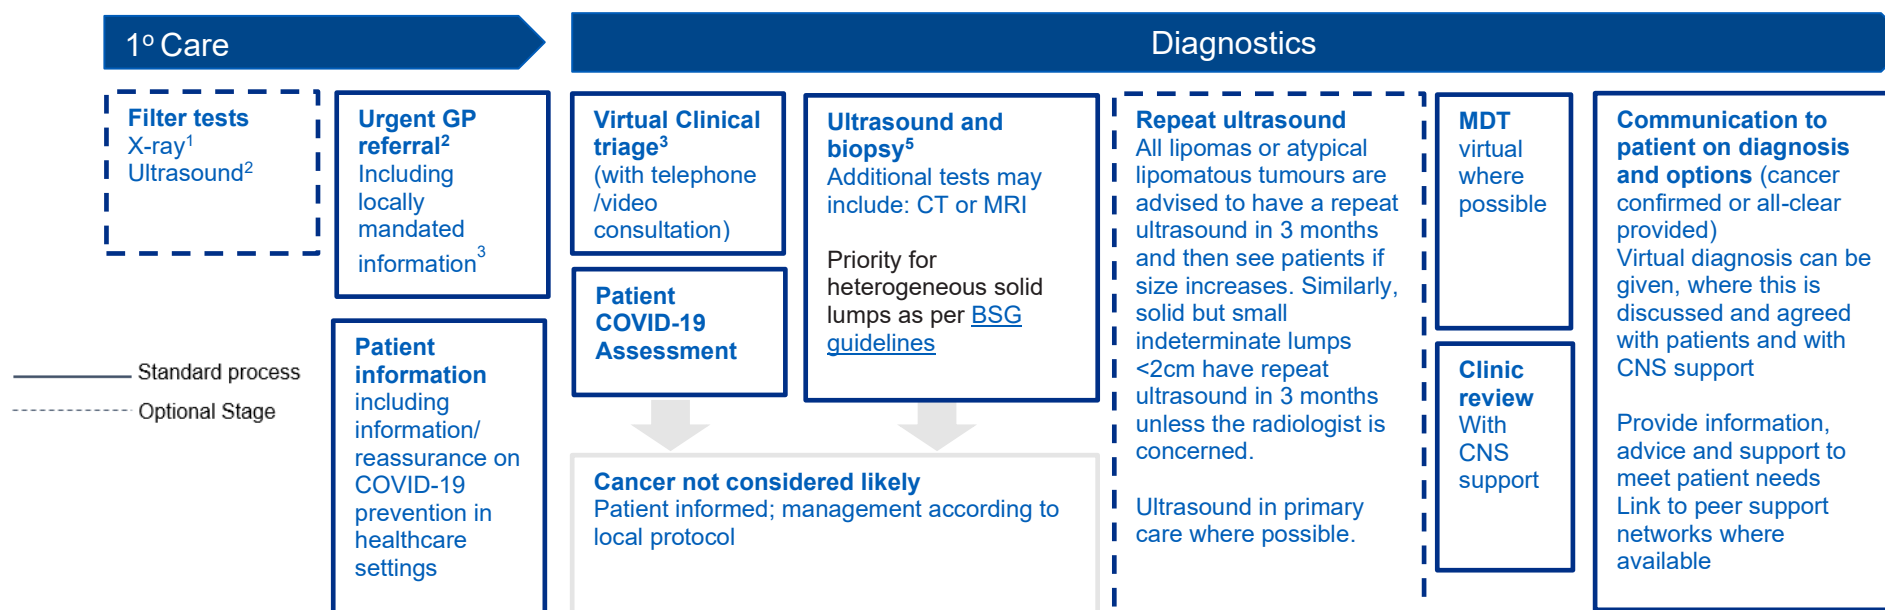 1º Care
Diagnostics
Filter tests
X-ray¹
Ultrasound²
Urgent GP
referral²
Including
locally
mandated
information³
Patient
information
including
information/
reassurance on
COVID-19
prevention in
healthcare
settings
Standard process
Optional Stage
Virtual Clinical
triage³
(with telephone
/video
consultation)
Patient
COVID-19
Assessment
Ultrasound and
biopsy⁵
Additional tests may
include: CT or MRI
Priority for
heterogeneous solid
lumps as per BSG
guidelines
Cancer not considered likely
Patient informed; management according to
local protocol
Repeat ultrasound
All lipomas or atypical
lipomatous tumours are
advised to have a repeat
ultrasound in 3 months
and then see patients if
size increases. Similarly,
solid but small
indeterminate lumps
<2cm have repeat
ultrasound in 3 months
unless the radiologist is
concerned.
Ultrasound in primary
care where possible.
MDT
virtual
where
possible
Clinic
review
With
CNS
support
Communication to
patient on diagnosis
and options (cancer
confirmed or all-clear
provided)
Virtual diagnosis can be
given, where this is
discussed and agreed
with patients and with
CNS support
Provide information,
advice and support to
meet patient needs
Link to peer support
networks where
available